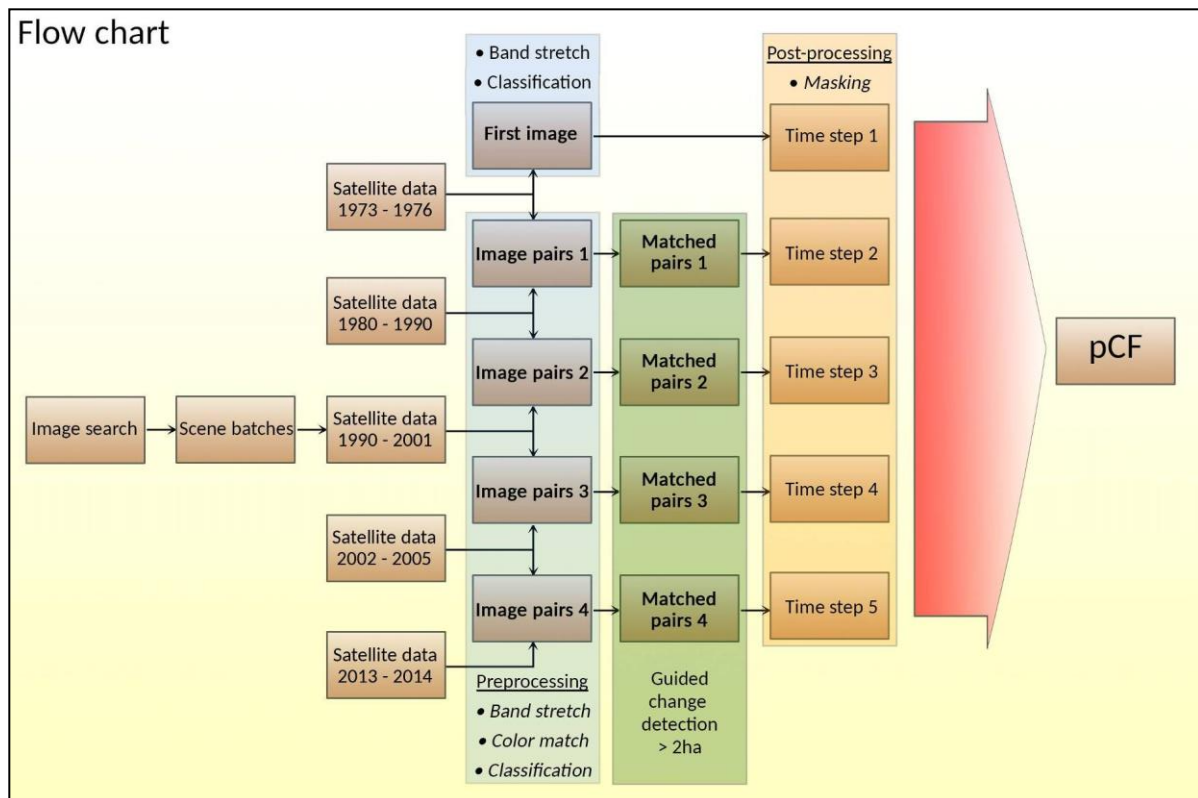 Flow chart
• Band stretch
• Classification
First image
Post-processing
• Masking
Time step 1
Satellite data
1973 - 1976
Image pairs 1
Matched
pairs 1
Time step 2
Satellite data
1980 - 1990
Image pairs 2
Matched
pairs 2
Time step 3
Image search
Scene batches
Satellite data
1990 - 2001
Image pairs 3
Matched
pairs 3
Time step 4
Satellite data
2002 - 2005
Image pairs 4
Matched
pairs 4
Time step 5
Satellite data
2013 - 2014
Preprocessing
• Band stretch
• Color match
• Classification
Guided
change
detection
> 2ha
pCF